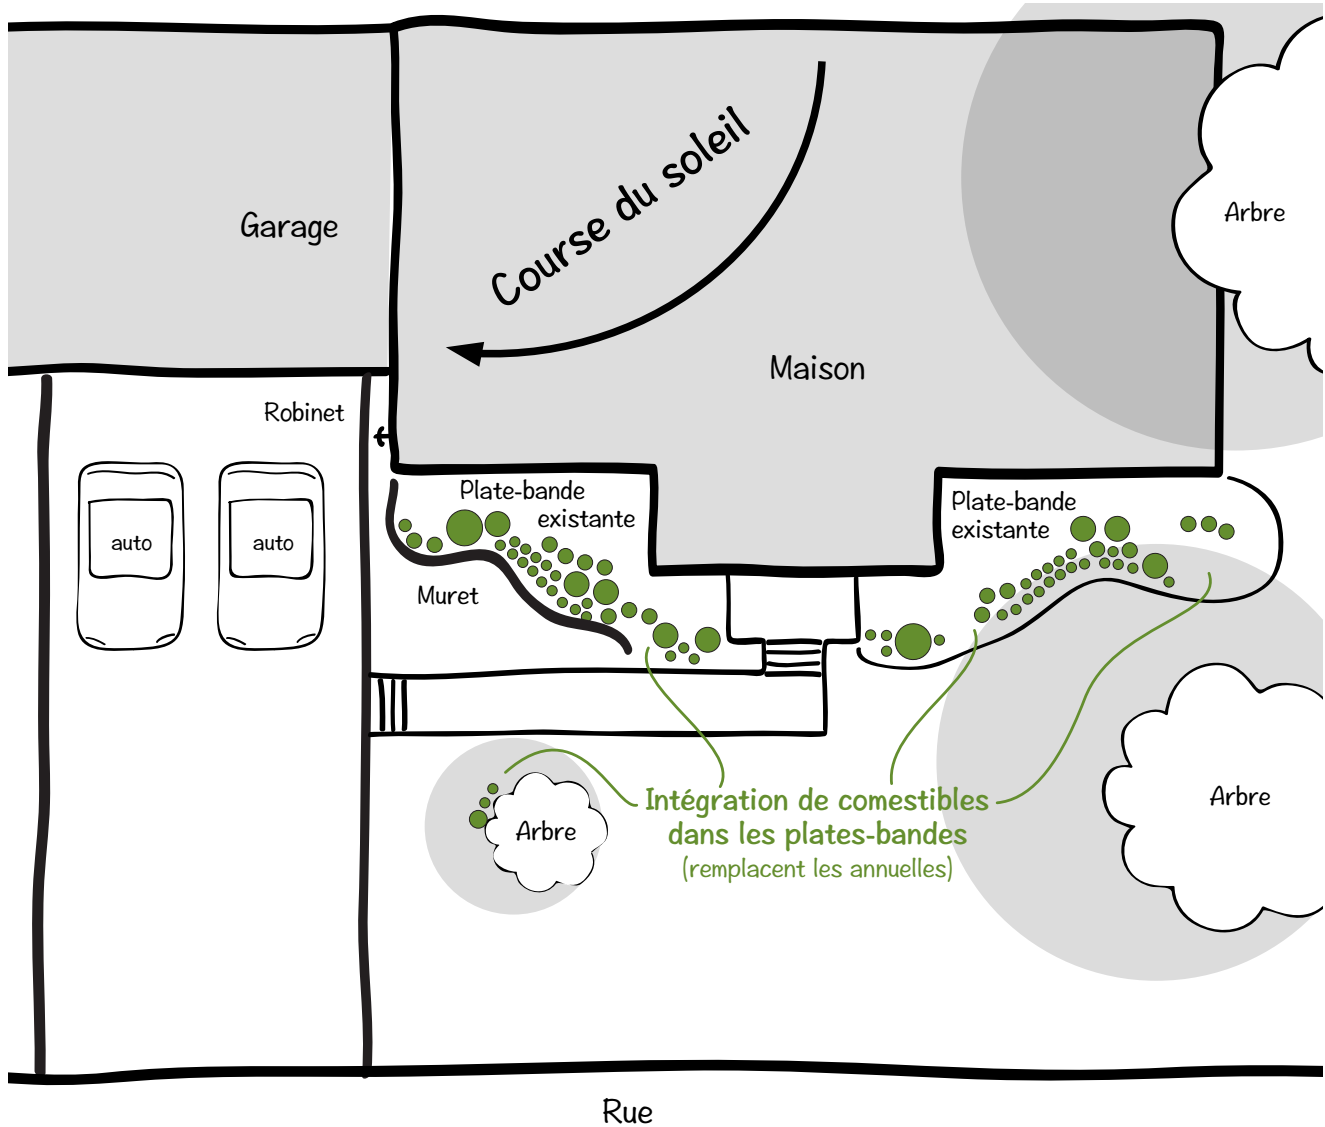 Course du soleil
Garage
Arbre
Maison
Robinet
Plate-bande
existante
Plate-bande
existante
auto
auto
Muret
Intégration de comestibles
dans les plates-bandes
(remplacent les annuelles)
Arbre
Arbre
Rue